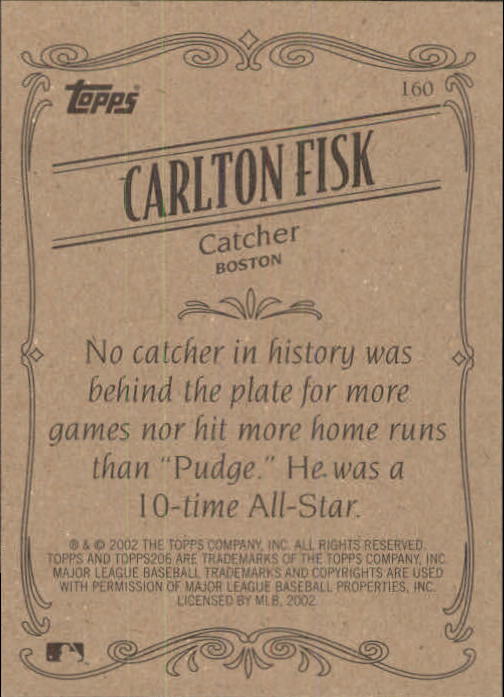 Topps
160
CARLTON FISK
Catcher
BOSTON
No catcher in history was
behind the plate for more
games nor hit more home runs
than “Pudge.” He was a
10-time All-Star.
® & © 2002 THE TOPPS COMPANY, INC. ALL RIGHTS RESERVED.
TOPPS AND TOPPS206 ARE TRADEMARKS OF THE TOPPS COMPANY, INC.
MAJOR LEAGUE BASEBALL TRADEMARKS AND COPYRIGHTS ARE USED
WITH PERMISSION OF MAJOR LEAGUE BASEBALL PROPERTIES, INC.
LICENSED BY MLB, 2002.